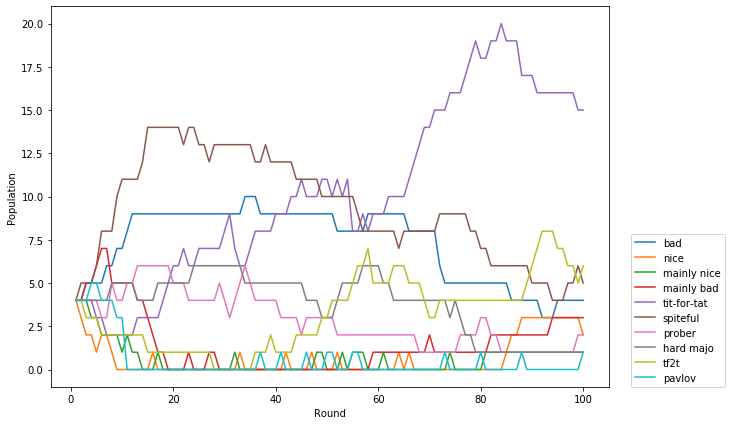 20.0
17.5
15.0
12.5
10.0
7.5
5.0
2.5
0.0
Population
0 20 40 60 80 100
Round
bad
nice
mainly nice
mainly bad
tit-for-tat
spiteful
prober
hard majo
tf2t
pavlov